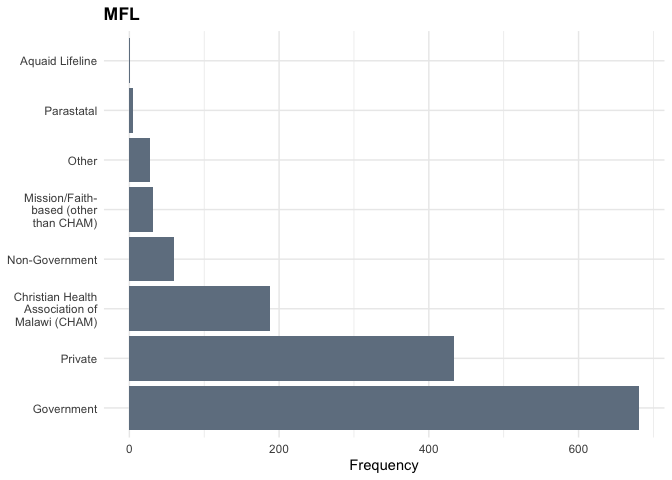 MFL
Aquaid Lifeline
Parastatal
Other
Mission/Faith-
based (other
than CHAM)
Non-Government
Christian Health
Association of
Malawi (CHAM)
Private
Government
0 200 400 600
Frequency